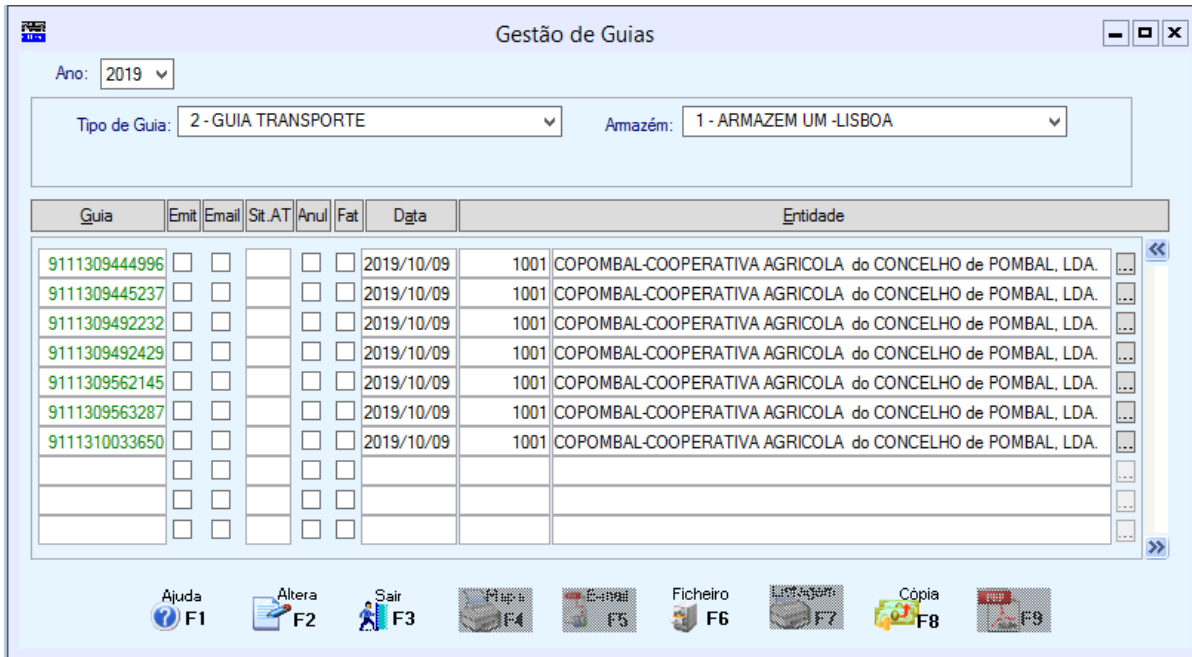 Gestão de Guias
Ano: 2019
Tipo de Guia: 2 - GUIA TRANSPORTE Armazém: 1 - ARMAZEM UM -LISBOA
Guia Emit Email Sit.AT Anul Fat Data Entidade
9111309444996 2019/10/09 1001 COPOMBAL-COOPERATIVA AGRICOLA do CONCELHO de POMBAL, LDA. ...
9111309445237 2019/10/09 1001 COPOMBAL-COOPERATIVA AGRICOLA do CONCELHO de POMBAL, LDA. ...
9111309492232 2019/10/09 1001 COPOMBAL-COOPERATIVA AGRICOLA do CONCELHO de POMBAL, LDA. ...
9111309492429 2019/10/09 1001 COPOMBAL-COOPERATIVA AGRICOLA do CONCELHO de POMBAL, LDA. ...
9111309562145 2019/10/09 1001 COPOMBAL-COOPERATIVA AGRICOLA do CONCELHO de POMBAL, LDA. ...
9111309563287 2019/10/09 1001 COPOMBAL-COOPERATIVA AGRICOLA do CONCELHO de POMBAL, LDA. ...
9111310033650 2019/10/09 1001 COPOMBAL-COOPERATIVA AGRICOLA do CONCELHO de POMBAL, LDA. ...
...
...
...
Ajuda Altera Sair Mapa E-mail Ficheiro Listagem Cópia
F1 F2 F3 F4 F5 F6 F7 F8 F9